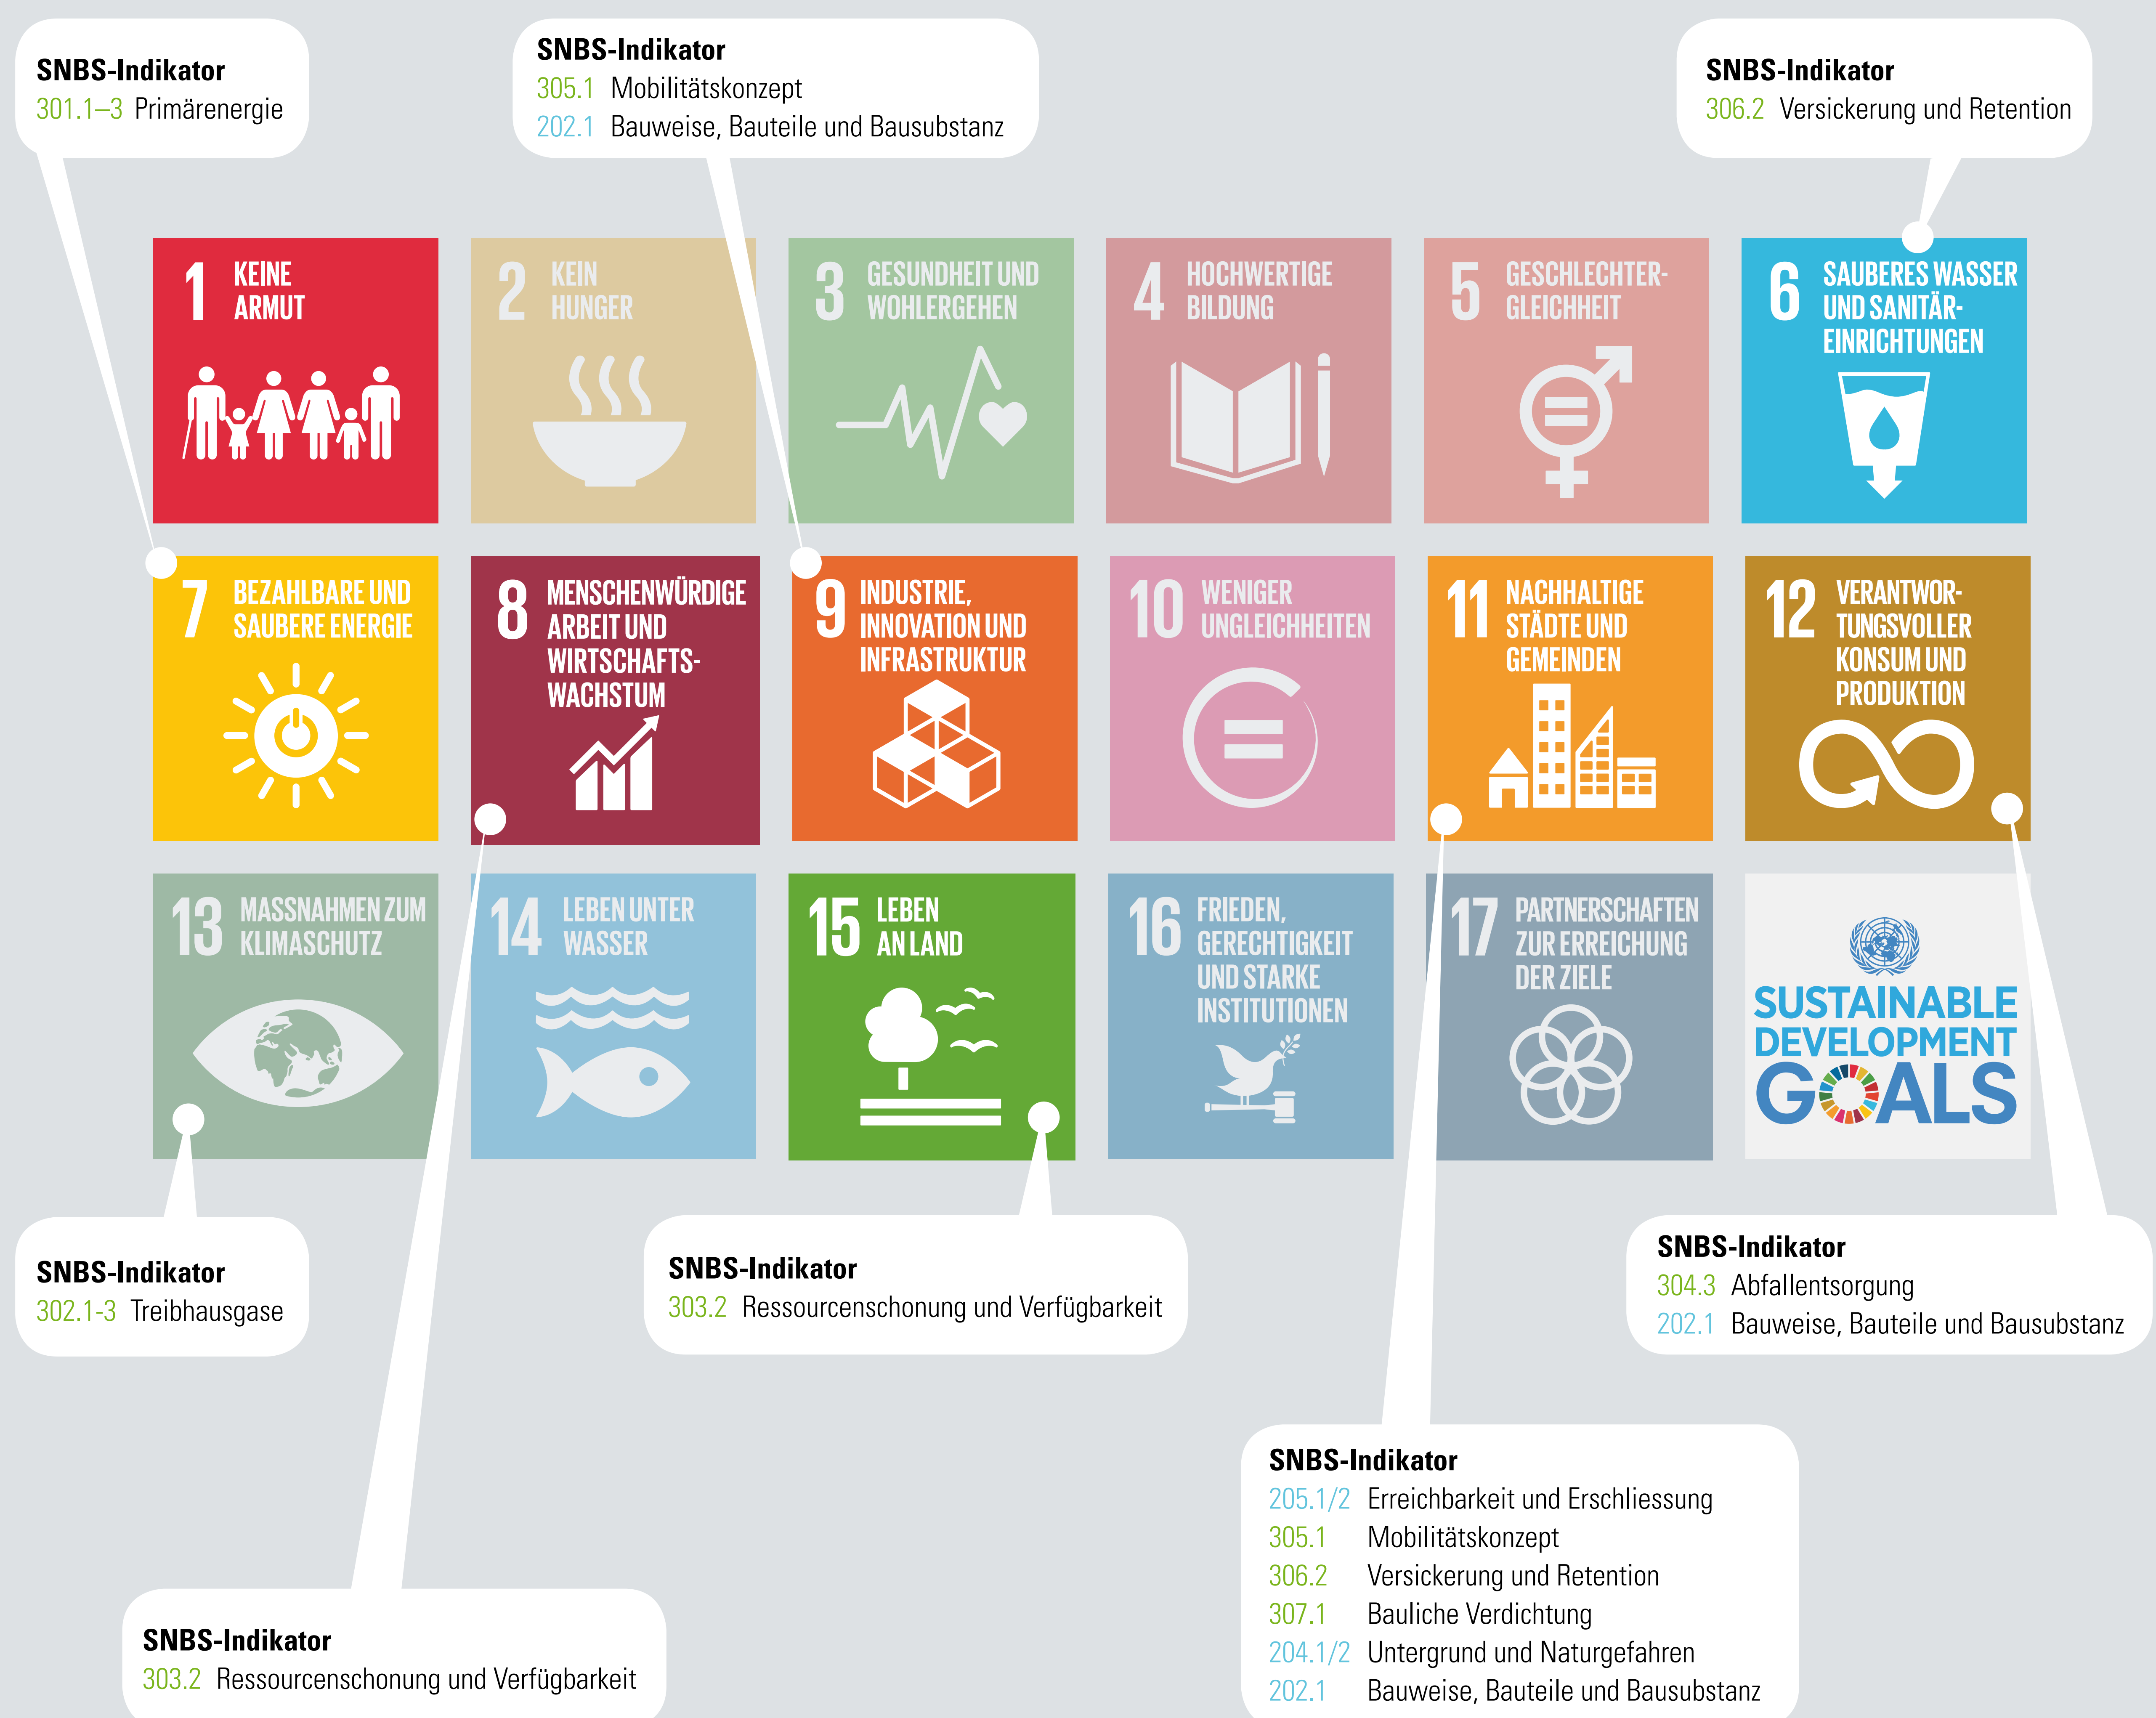 SNBS-Indikator
301.1–3 Primärenergie
SNBS-Indikator
305.1 Mobilitätskonzept
202.1 Bauweise, Bauteile und Bausubstanz
SNBS-Indikator
306.2 Versickerung und Retention
1 KEINE
ARMUT
2 KEIN
HUNGER
3 GESUNDHEIT UND
WOHLERGEHEN
4 HOCHWERTIGE
BILDUNG
5 GESCHLECHTER-
GLEICHHEIT
6 SAUBERES WASSER
UND SANITÄR-
EINRICHTUNGEN
7 BEZAHLBARE UND
SAUBERE ENERGIE
8 MENSCHENWÜRDIGE
ARBEIT UND
WIRTSCHAFTS-
WACHSTUM
9 INDUSTRIE,
INNOVATION UND
INFRASTRUKTUR
10 WENIGER
UNGLEICHHEITEN
11 NACHHALTIGE
STÄDTE UND
GEMEINDEN
12 VERANTWOR-
TUNGSVOLLER
KONSUM UND
PRODUKTION
13 MASSNAHMEN ZUM
KLIMASCHUTZ
14 LEBEN UNTER
WASSER
15 LEBEN
AN LAND
16 FRIEDEN,
GERECHTIGKEIT
UND STARKE
INSTITUTIONEN
17 PARTNERSCHAFTEN
ZUR ERREICHUNG
DER ZIELE
SUSTAINABLE
DEVELOPMENT
GOALS
SNBS-Indikator
302.1-3 Treibhausgase
SNBS-Indikator
303.2 Ressourcenschonung und Verfügbarkeit
SNBS-Indikator
304.3 Abfallentsorgung
202.1 Bauweise, Bauteile und Bausubstanz
SNBS-Indikator
303.2 Ressourcenschonung und Verfügbarkeit
SNBS-Indikator
205.1/2 Erreichbarkeit und Erschliessung
305.1 Mobilitätskonzept
306.2 Versickerung und Retention
307.1 Bauliche Verdichtung
204.1/2 Untergrund und Naturgefahren
202.1 Bauweise, Bauteile und Bausubstanz